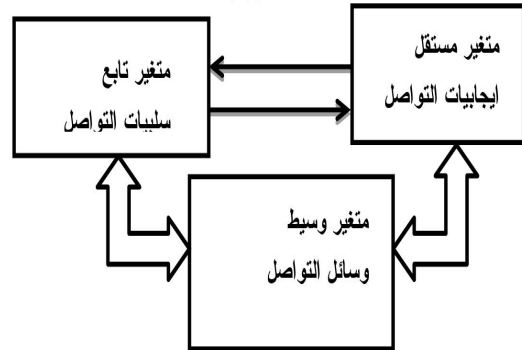 متغير مستقل
ايجابيات التواصل
متغير تابع
سلبيات التواصل
متغير وسيط
وسائل التواصل